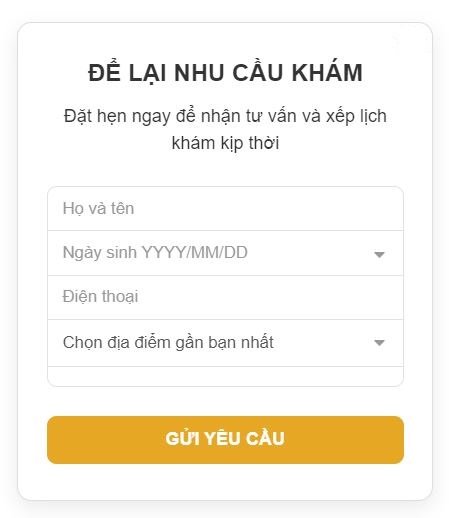 ĐỂ LẠI NHU CẦU KHÁM
Đặt hẹn ngay để nhận tư vấn và xếp lịch
khám kịp thời
Họ và tên
Ngày sinh YYYY/MM/DD
Điện thoại
Chọn địa điểm gần bạn nhất
GỬI YÊU CẦU